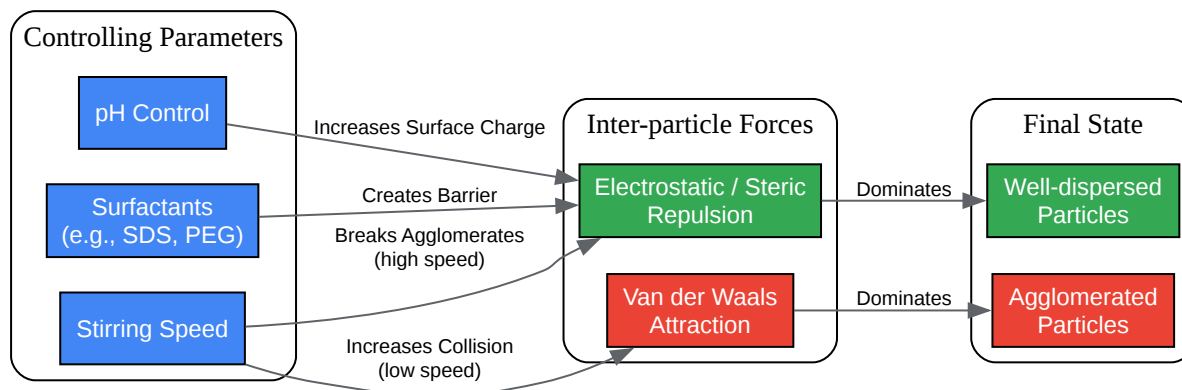 Controlling Parameters
pH Control
Surfactants
(e.g., SDS, PEG)
Stirring Speed
Increases Surface Charge
Creates Barrier
Breaks Agglomerates
(high speed)
Increases Collision
(low speed)
Inter-particle Forces
Electrostatic / Steric
Repulsion
Van der Waals
Attraction
Dominates
Dominates
Final State
Well-dispersed
Particles
Agglomerated
Particles